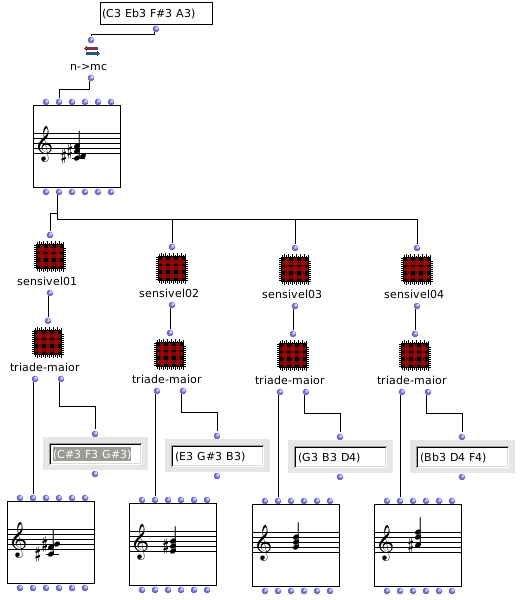 (C3 Eb3 F#3 A3)
n->mc
sensivel01
sensivel02
sensivel03
sensivel04
triade-maior
triade-maior
triade-maior
triade-maior
(C#3 F3 G#3)
(E3 G#3 B3)
(G3 B3 D4)
(Bb3 D4 F4)